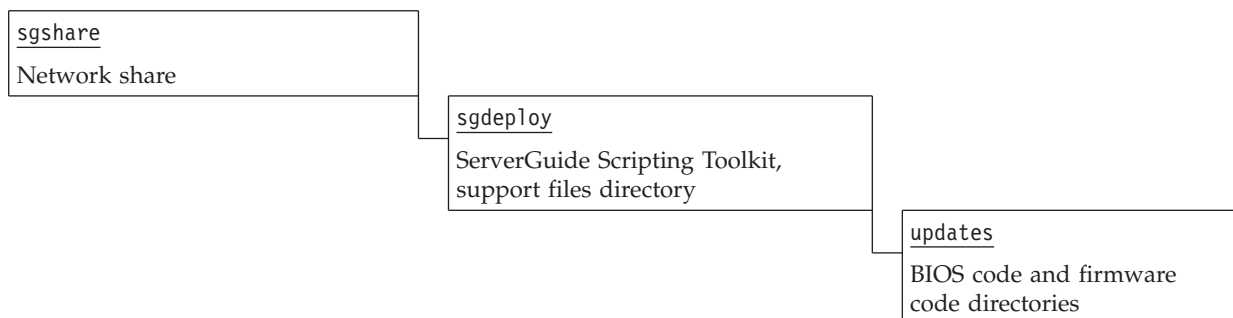 sgshare
Network share
sgdeploy
ServerGuide Scripting Toolkit,
support files directory
updates
BIOS code and firmware
code directories